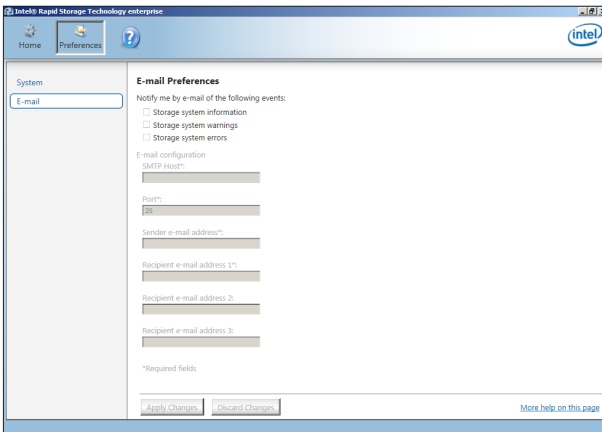 Intel® Rapid Storage Technology enterprise
Home
Preferences
?
intel
System
E-mail
E-mail Preferences
Notify me by e-mail of the following events:
Storage system information
Storage system warnings
Storage system errors
E-mail configuration
SMTP Host*:
Port*:
25
Sender e-mail address*:
Recipient e-mail address 1*:
Recipient e-mail address 2:
Recipient e-mail address 3:
*Required fields
Apply Changes
Discard Changes
More help on this page